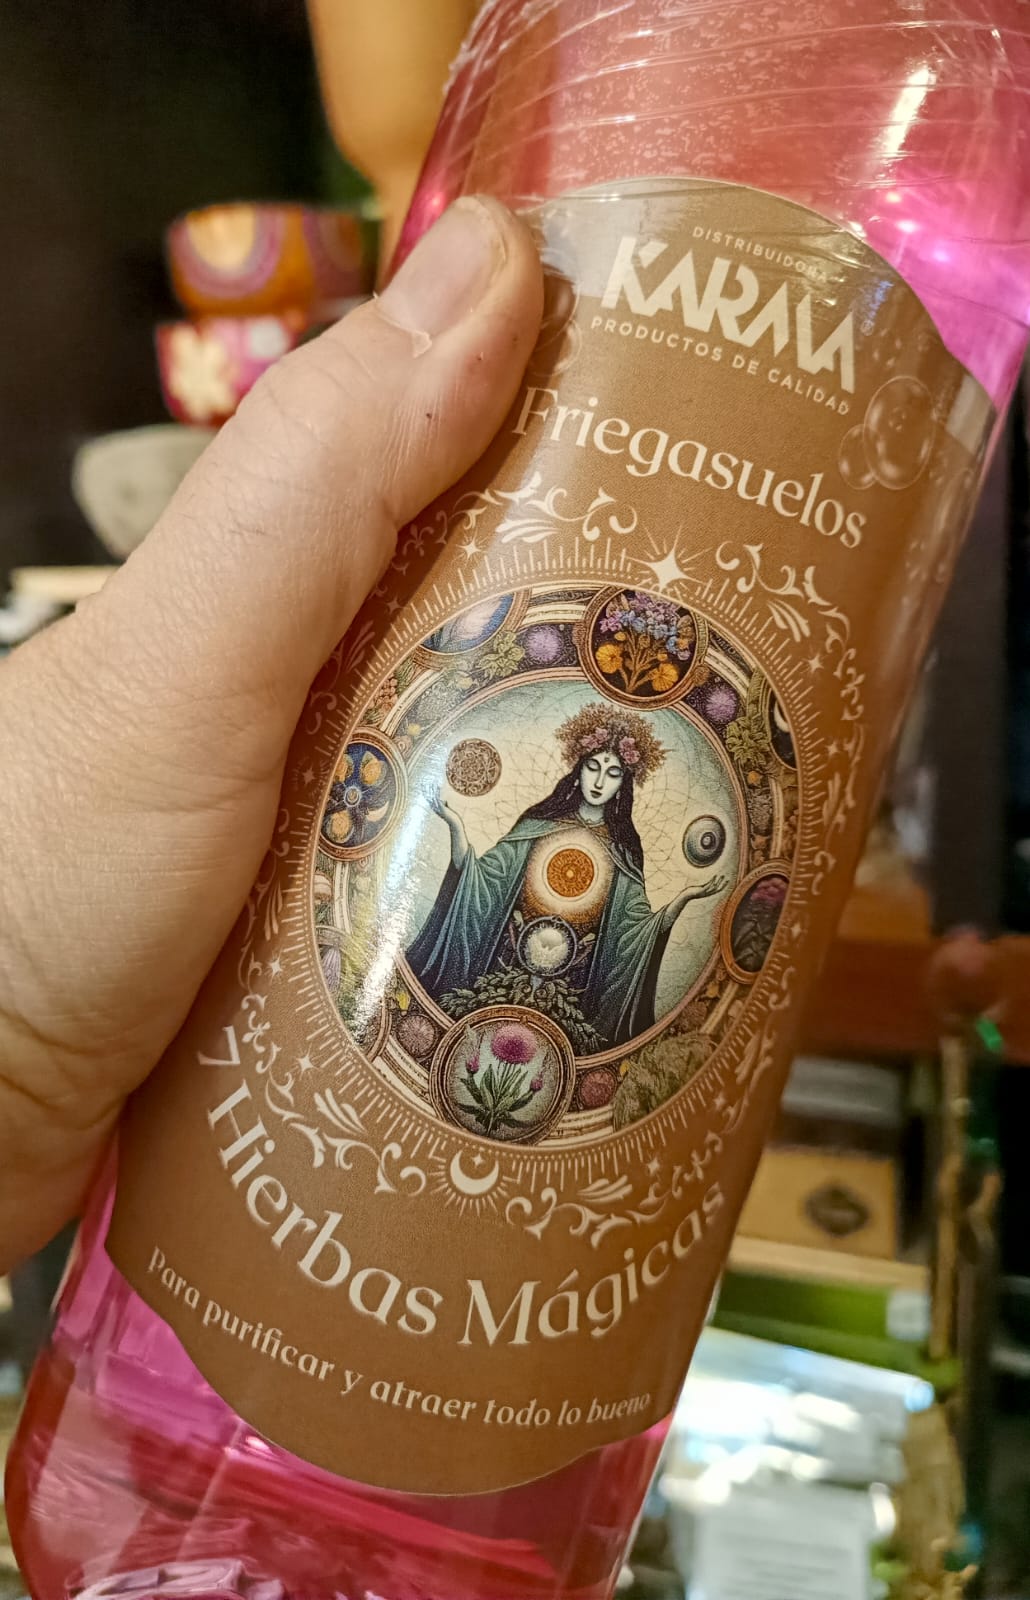 DISTRIBUIDORA
KARMA®
PRODUCTOS DE CALIDAD
Friegasuelos
7 Hierbas Mágicas
Para purificar y atraer todo lo bueno